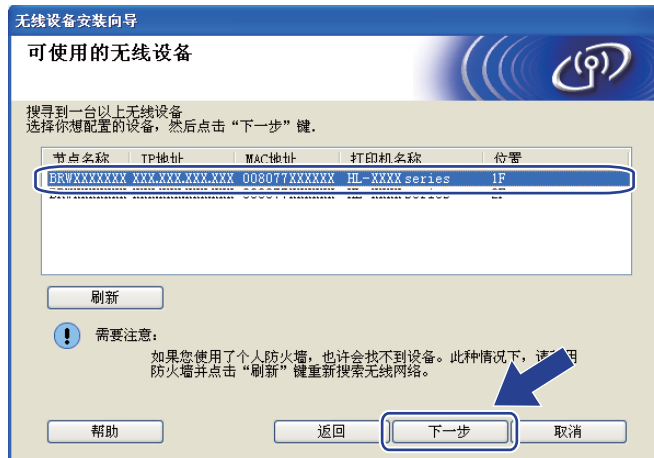 无线设备安装向导
可使用的无线设备
搜寻到一台以上无线设备
选择你想配置的设备，然后点击“下一步”键．
节点名称 IP地址 MAC地址 打印机名称 位置
BRWXXXXXXX XXX.XXX.XXX.XXX 008077XXXXXX HL-XXXX series 1F
刷新
需要注意：
如果您使用了个人防火墙，也许会找不到设备。此种情况下，请 用
防火墙并点击“刷新”键重新搜索无线网络。
帮助 返回 下一步 取消